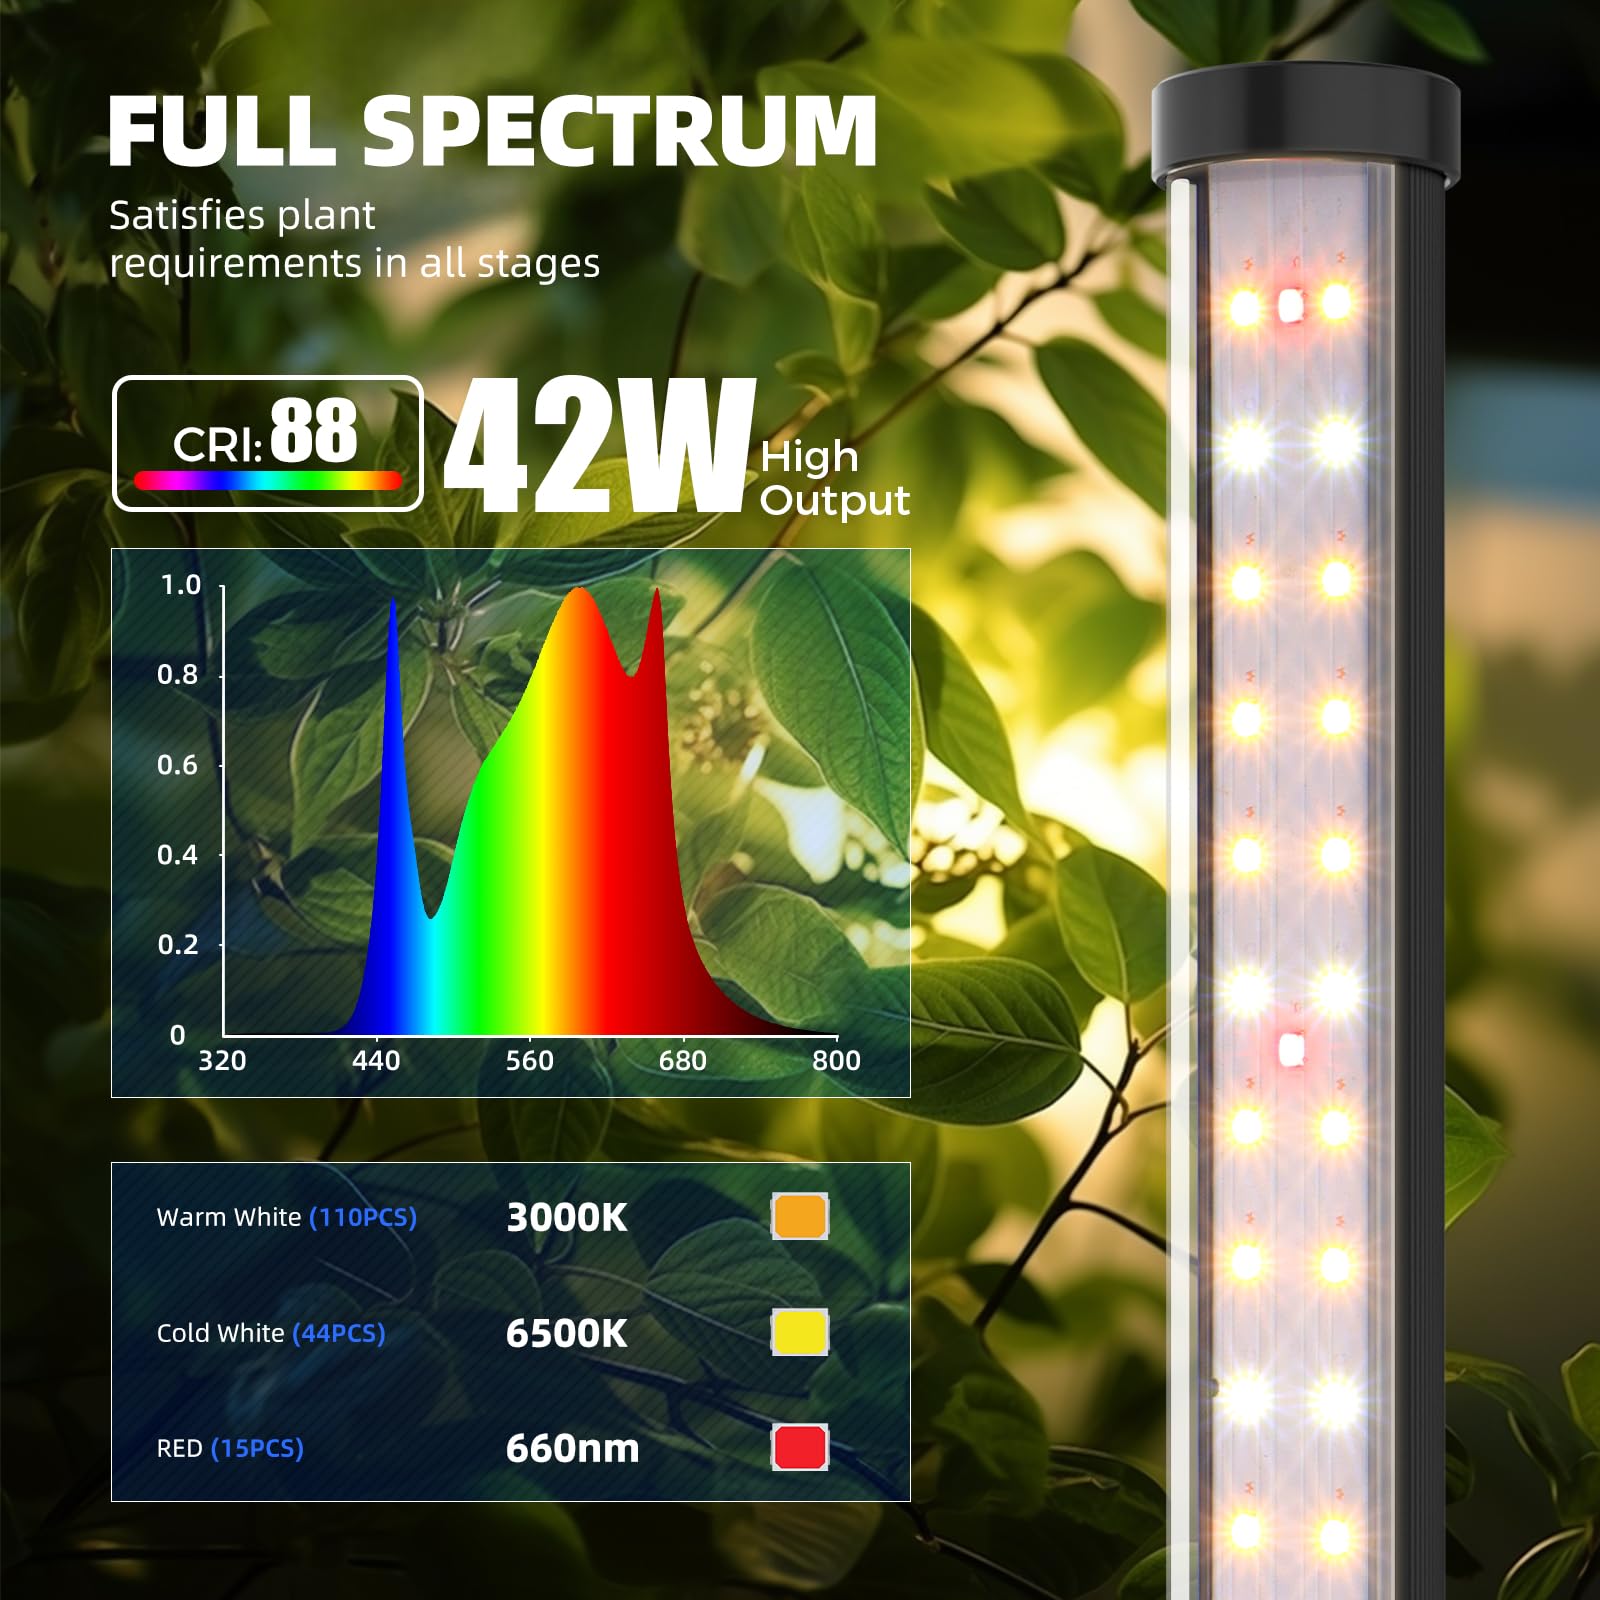 FULL SPECTRUM
Satisfies plant
requirements in all stages
CRI: 88
42W
High
Output
1.0
0.8
0.6
0.4
0.2
0
320 440 560 680 800
Warm White (110PCS) 3000K
Cold White (44PCS) 6500K
RED (15PCS) 660nm